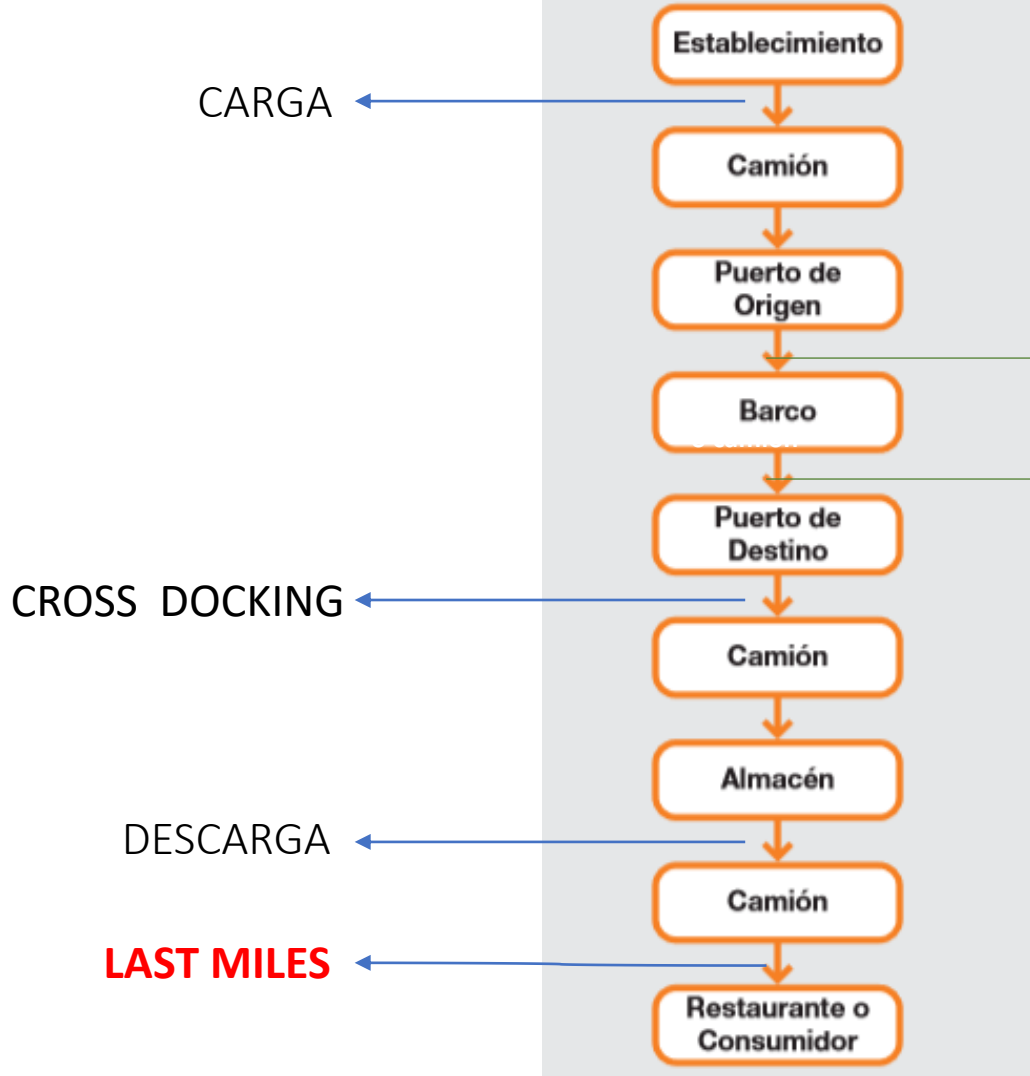 Establecimiento
CARGA
Camión
Puerto de
Origen
Barco
o camión
Puerto de
Destino
CROSS DOCKING
Camión
Almacén
DESCARGA
Camión
LAST MILES
Restaurante o
Consumidor